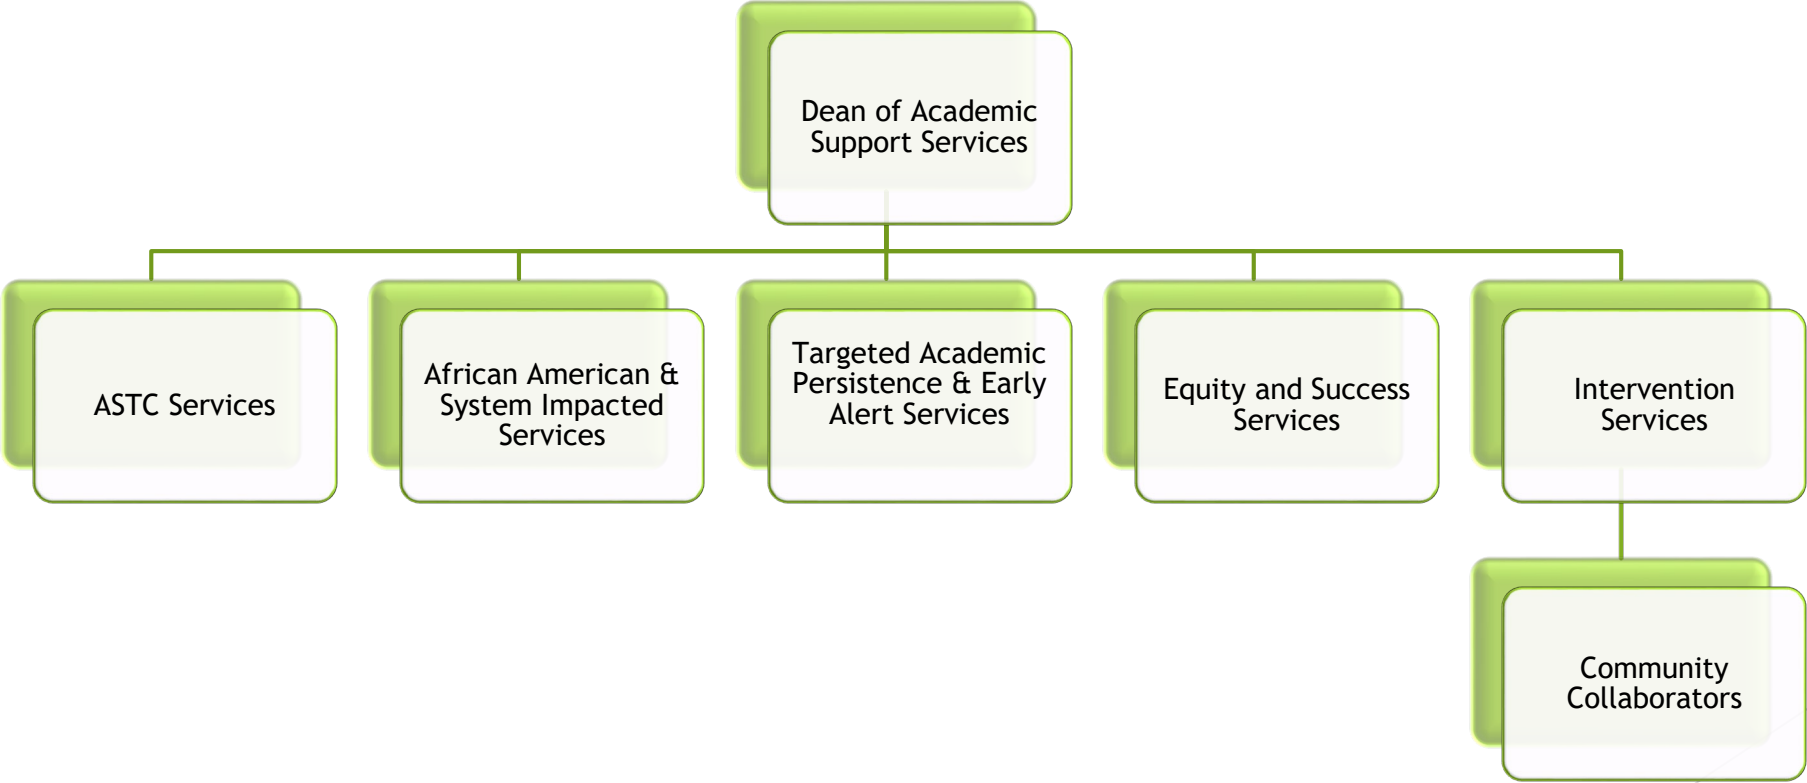 Dean of Academic
Support Services
ASTC Services
African American &
System Impacted
Services
Targeted Academic
Persistence & Early
Alert Services
Equity and Success
Services
Intervention
Services
Community
Collaborators